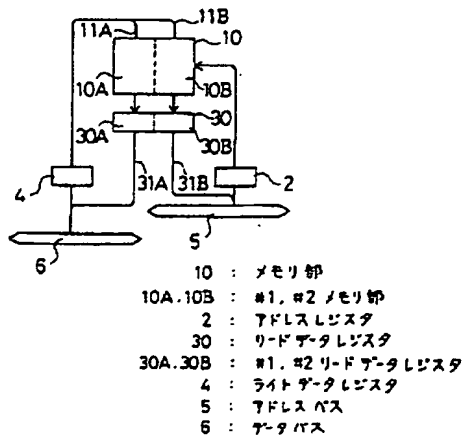 11B
11A
10
10A
10B
30
30A
30B
4
31A
31B
2
6
5
10 : メモリ部
10A.10B : #1, #2 メモリ部
2 : アドレスレジスタ
30 : リードデータレジスタ
30A.30B : #1, #2 リードデータレジスタ
4 : ライトデータレジスタ
5 : アドレスバス
6 : データバス